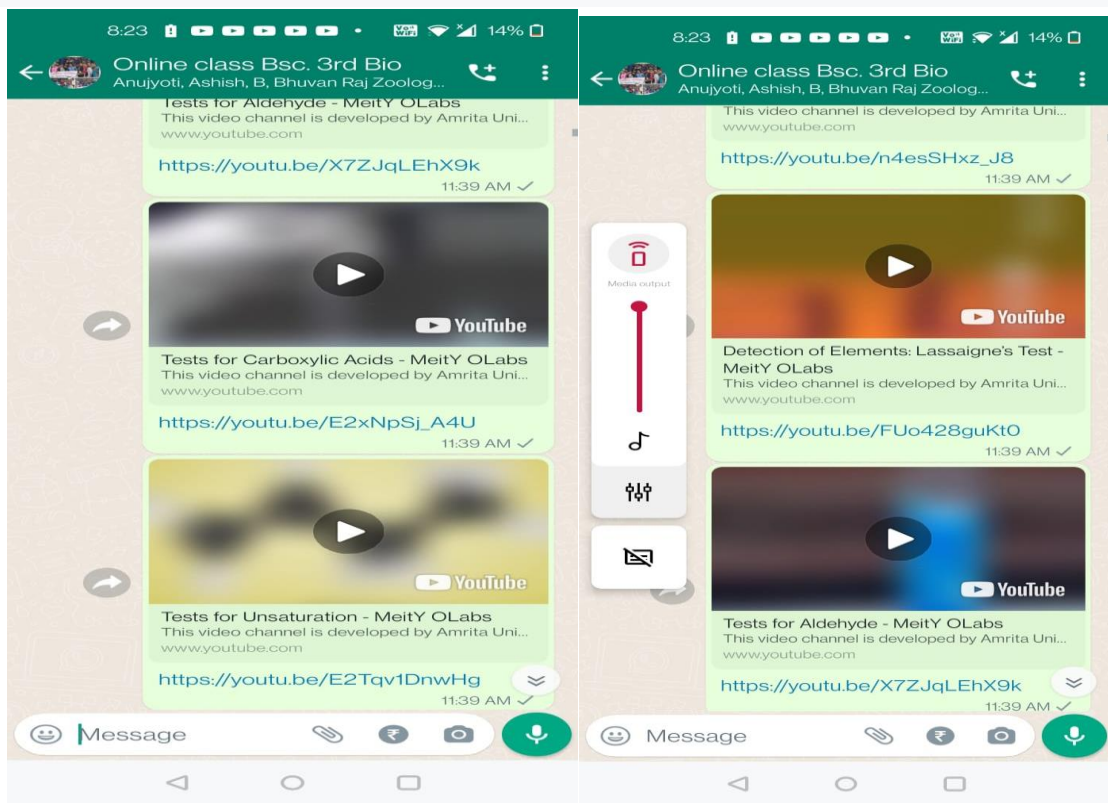 8:23
14%
Online class Bsc. 3rd Bio
Anujyoti, Ashish, B, Bhuvan Raj Zoolog...
Tests for Aldehyde - MeitY OLabs
This video channel is developed by Amrita Uni...
www.youtube.com
https://youtu.be/X7ZJqLEhX9k
11:39 AM
YouTube
Tests for Carboxylic Acids - MeitY OLabs
This video channel is developed by Amrita Uni...
www.youtube.com
https://youtu.be/E2xNpSj_A4U
11:39 AM
YouTube
Tests for Unsaturation - MeitY OLabs
This video channel is developed by Amrita Uni...
www.youtube.com
https://youtu.be/E2Tqv1DnwHg
11:39 AM
Message
8:23
14%
Online class Bsc. 3rd Bio
Anujyoti, Ashish, B, Bhuvan Raj Zoolog...
This video channel is developed by Amrita Uni...
www.youtube.com
https://youtu.be/n4esSHxz_J8
11:39 AM
Media output
YouTube
Detection of Elements: Lassaigne's Test -
MeitY OLabs
This video channel is developed by Amrita Uni...
www.youtube.com
https://youtu.be/FUo428guKt0
11:39 AM
YouTube
Tests for Aldehyde - MeitY OLabs
This video channel is developed by Amrita Uni...
www.youtube.com
https://youtu.be/X7ZJqLEhX9k
11:39 AM
Message